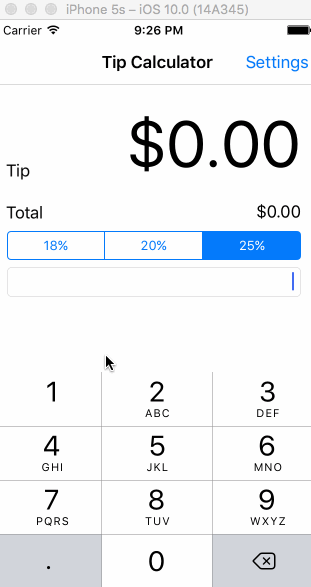 iPhone 5s – iOS 10.0 (14A345)
Carrier 9:26 PM
Tip Calculator Settings
$0.00
Tip
Total $0.00
18% 20% 25%
1 2 3
ABC DEF
4 5 6
GHI JKL MNO
7 8 9
PQRS TUV WXYZ
. 0